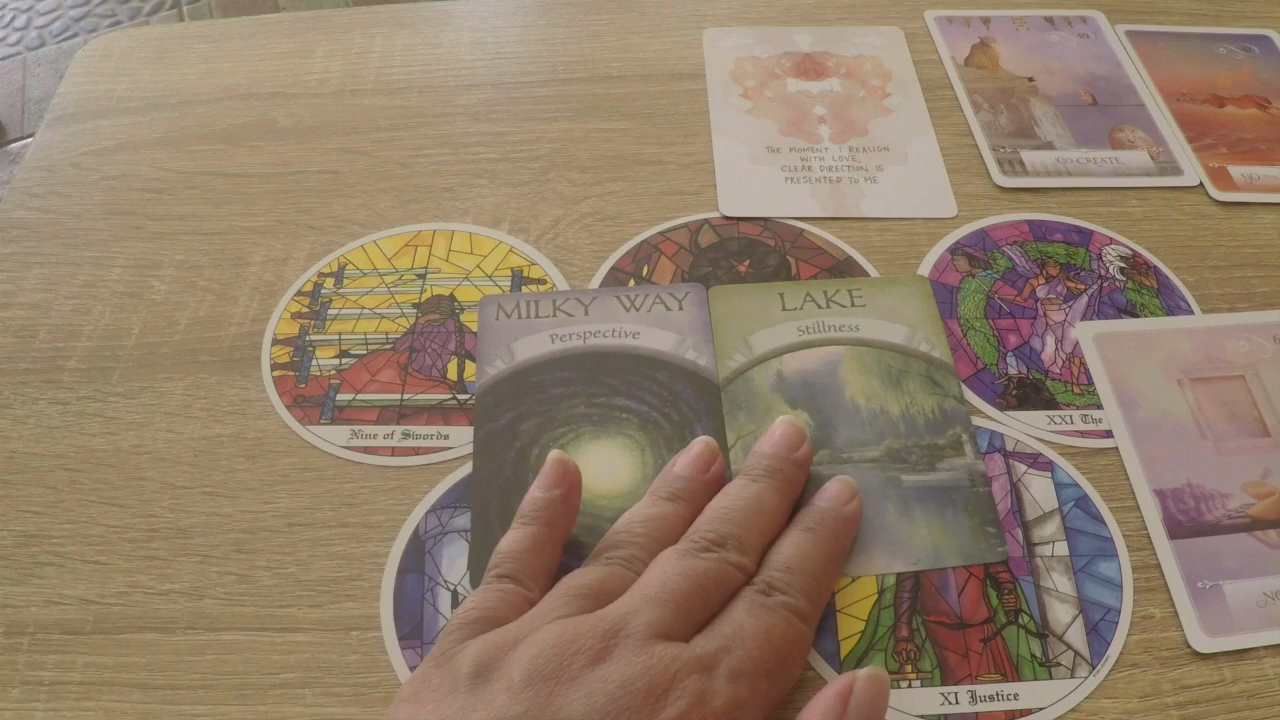 THE MOMENT I REALIGN
WITH LOVE,
CLEAR DIRECTION IS
PRESENTED TO ME.
CO-CREATE
MILKY WAY
Perspective
LAKE
Stillness
Nine of Swords
XXI The
XI Justice